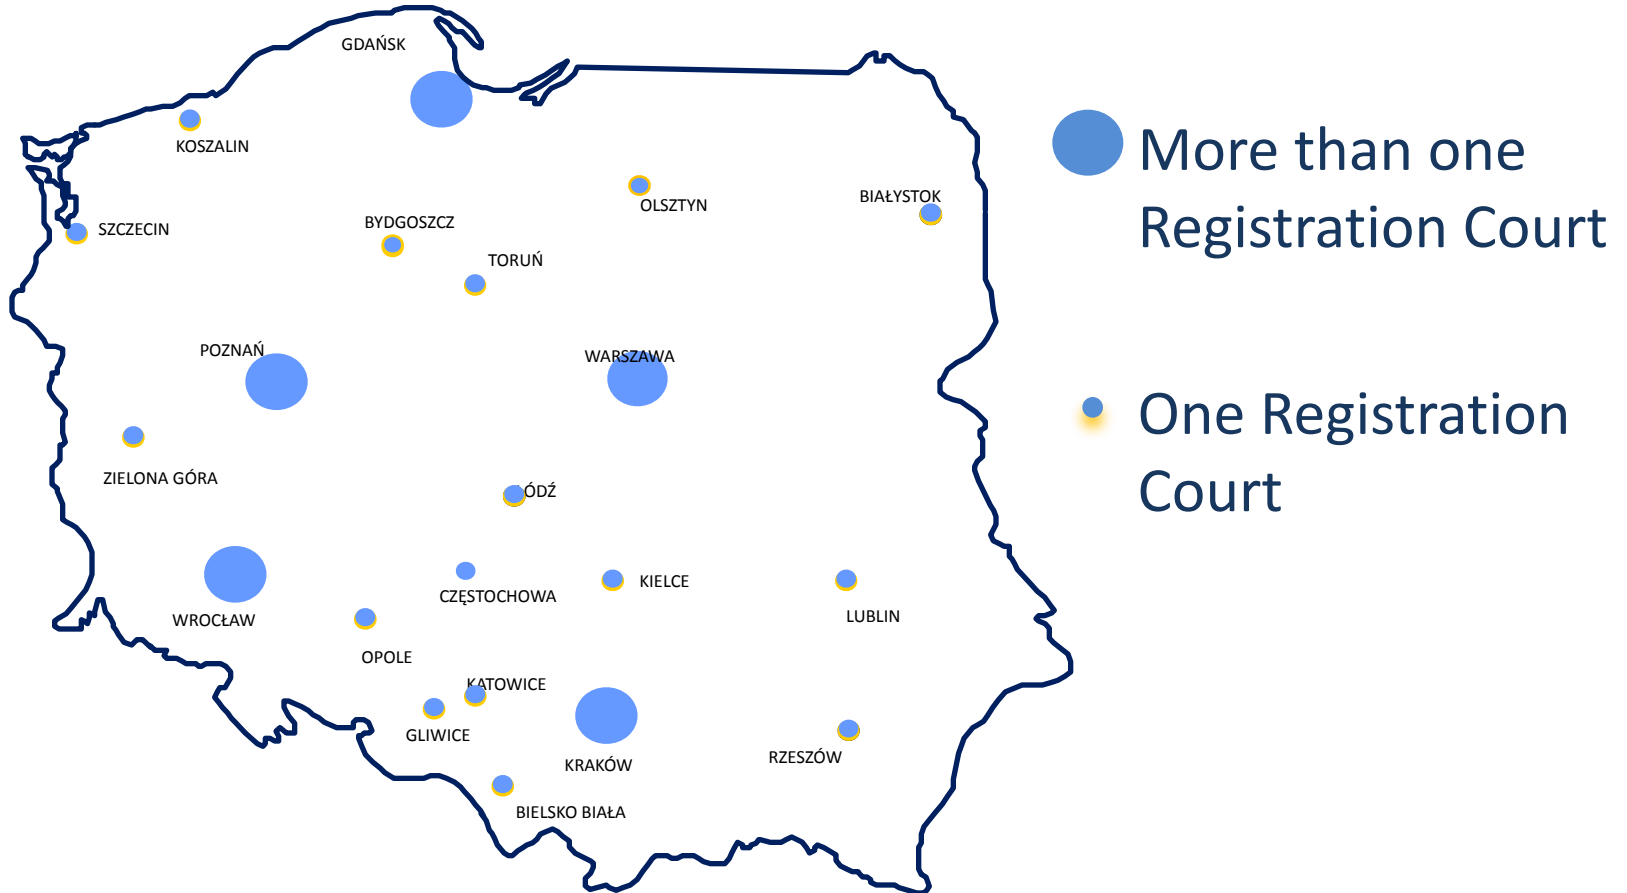 GDAŃSK
KOSZALIN
SZCZECIN
BYDGOSZCZ
TORUŃ
OLSZTYN
BIAŁYSTOK
POZNAŃ
WARSZAWA
ZIELONA GÓRA
ŁÓDŹ
WROCŁAW
CZĘSTOCHOWA
KIELCE
LUBLIN
OPOLE
KATOWICE
GLIWICE
KRAKÓW
RZESZÓW
BIELSKO BIAŁA
More than one
Registration Court
One Registration
Court